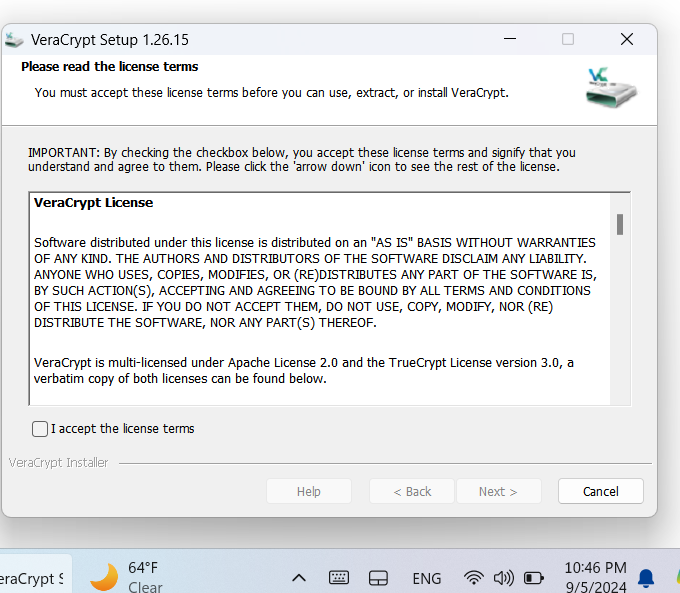 VeraCrypt Setup 1.26.15
Please read the license terms
You must accept these license terms before you can use, extract, or install VeraCrypt.
IMPORTANT: By checking the checkbox below, you accept these license terms and signify that you
understand and agree to them. Please click the 'arrow down' icon to see the rest of the license.
VeraCrypt License
Software distributed under this license is distributed on an "AS IS" BASIS WITHOUT WARRANTIES
OF ANY KIND. THE AUTHORS AND DISTRIBUTORS OF THE SOFTWARE DISCLAIM ANY LIABILITY.
ANYONE WHO USES, COPIES, MODIFIES, OR (RE)DISTRIBUTES ANY PART OF THE SOFTWARE IS,
BY SUCH ACTION(S), ACCEPTING AND AGREEING TO BE BOUND BY ALL TERMS AND CONDITIONS
OF THIS LICENSE. IF YOU DO NOT ACCEPT THEM, DO NOT USE, COPY, MODIFY, NOR (RE)
DISTRIBUTE THE SOFTWARE, NOR ANY PART(S) THEREOF.
VeraCrypt is multi-licensed under Apache License 2.0 and the TrueCrypt License version 3.0, a
verbatim copy of both licenses can be found below.
I accept the license terms
VeraCrypt Installer
Help
< Back
Next >
Cancel
eraCrypt S
64°F
Clear
ENG
10:46 PM
9/5/2024